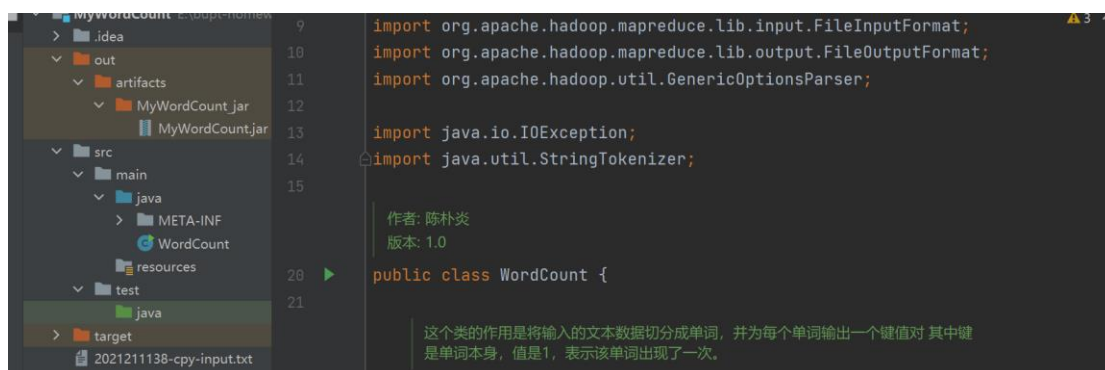 MyWordCount E:\bupt-homew
.idea
out
artifacts
MyWordCount_jar
MyWordCount.jar
src
main
java
META-INF
WordCount
resources
test
java
target
2021211138-cpy-input.txt
3
9 import org.apache.hadoop.mapreduce.lib.input.FileInputFormat;
10 import org.apache.hadoop.mapreduce.lib.output.FileOutputFormat;
11 import org.apache.hadoop.util.GenericOptionsParser;
12
13 import java.io.IOException;
14 import java.util.StringTokenizer;
15
作者: 陈朴炎
版本: 1.0
20 public class WordCount {
21
这个类的作用是将输入的文本数据切分成单词，并为每个单词输出一个键值对 其中键
是单词本身，值是1，表示该单词出现了一次。